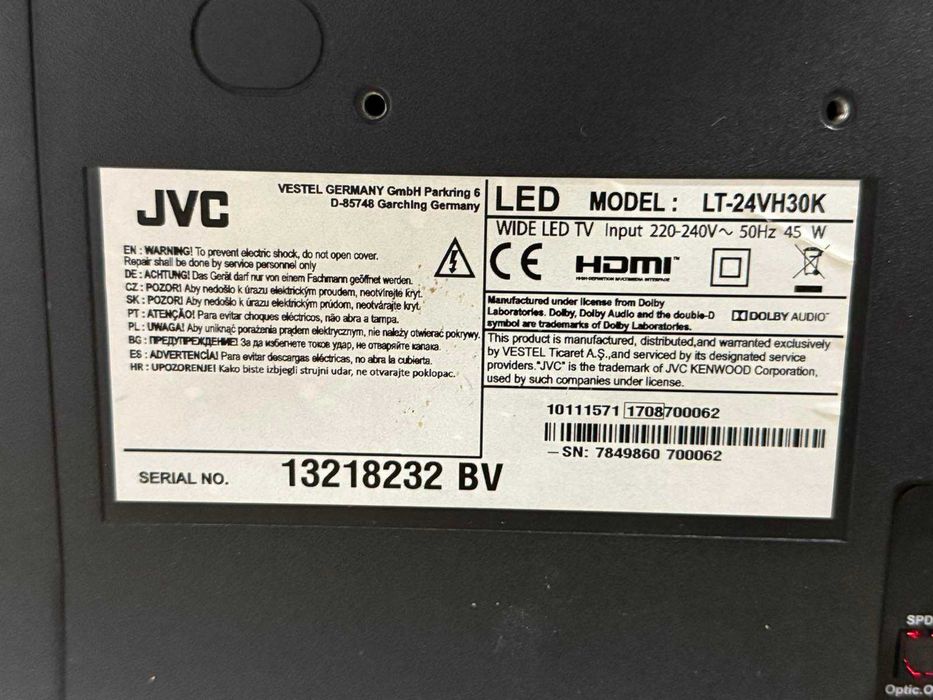 JVC
VESTEL GERMANY GmbH Parkring 6
D-85748 Garching Germany
EN : WARNING! To prevent electric shock, do not open cover.
Repair shall be done by service personnel only
DE : ACHTUNG! Das Gerät darf nur von einem Fachmann geöffnet werden.
CZ : POZOR! Aby nedošlo k úrazu elektrickým proudem, neotvírejte kryt.
SK : POZOR! Aby nedošlo k úrazu elektrickým prúdom, neotvárajte kryt.
PT : ATENÇÃO! Para evitar choques eléctricos, não abra a tampa.
PL : UWAGA! Aby uniknąć porażenia prądem elektrycznym, nie należy otwierać pokrywy.
BG : ПРЕДУПРЕЖДЕНИЕ! За да избегнете токов удар, не отваряйте капака.
ES : ADVERTENCIA! Para evitar descargas eléctricas, no abra la cubierta.
HR : UPOZORENJE! Kako biste izbjegli strujni udar, ne otvarajte poklopac.
SERIAL NO. 13218232 BV
LED MODEL : LT-24VH30K
WIDE LED TV Input 220-240V~ 50Hz 45 W
CE HDMI™
HIGH-DEFINITION MULTIMEDIA INTERFACE
Manufactured under license from Dolby
Laboratories. Dolby, Dolby Audio and the double-D
symbol are trademarks of Dolby Laboratories.
DOLBY AUDIO™
This product is manufactured, distributed,and warranted exclusively
by VESTEL Ticaret A.Ş.,and serviced by its designated service
providers."JVC" is the trademark of JVC KENWOOD Corporation,
used by such companies under license.
10111571 1708700062
–SN: 7849860 700062
SPD
Optic.O